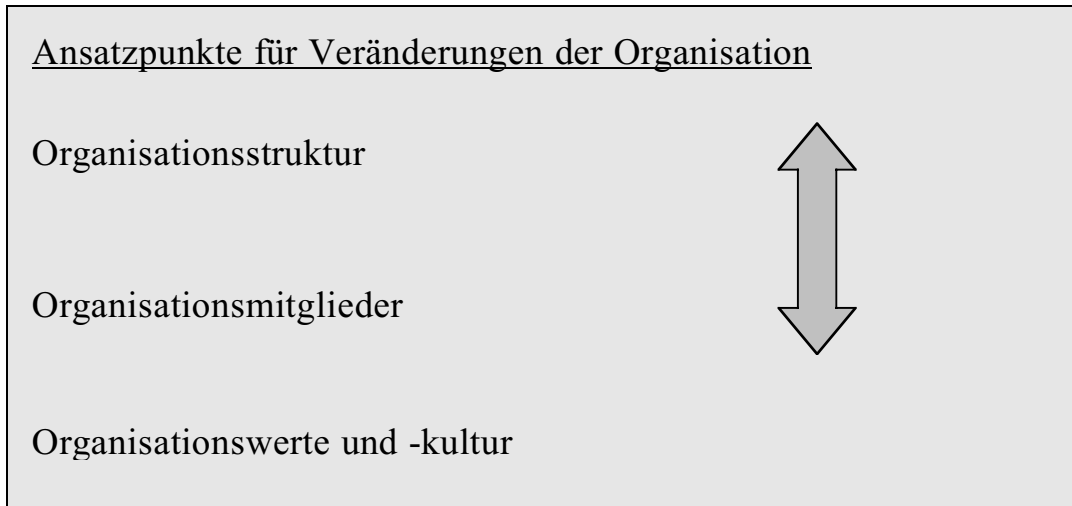 Ansatzpunkte für Veränderungen der Organisation
Organisationsstruktur
Organisationsmitglieder
Organisationswerte und -kultur